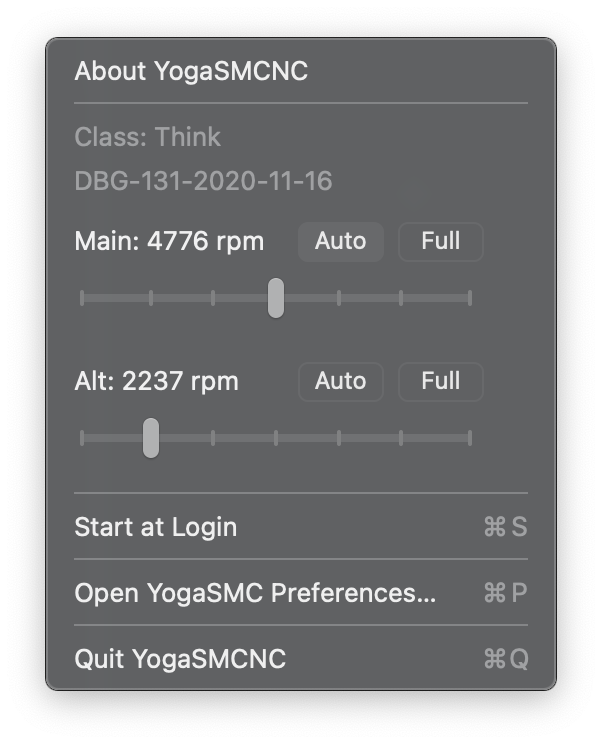 About YogaSMCNC
Class: Think
DBG-131-2020-11-16
Main: 4776 rpm Auto Full
Alt: 2237 rpm Auto Full
Start at Login ⌘S
Open YogaSMC Preferences... ⌘P
Quit YogaSMCNC ⌘Q